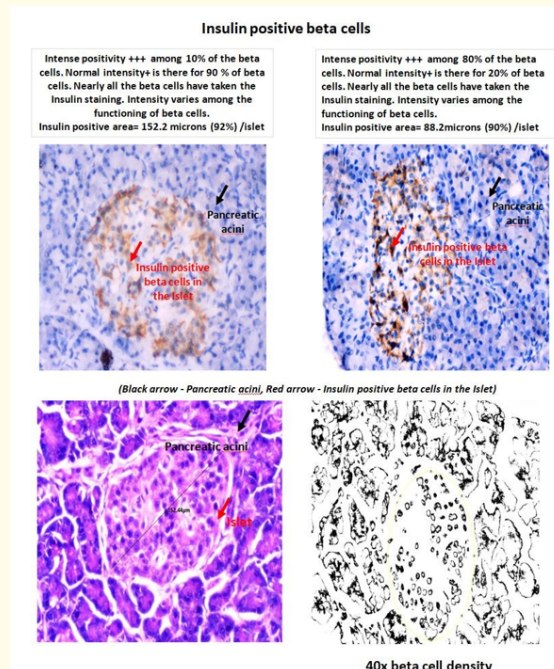 Insulin positive beta cells
Intense positivity +++ among 10% of the beta
cells. Normal intensity+ is there for 90 % of beta
cells. Nearly all the beta cells have taken the
Insulin staining. Intensity varies among the
functioning of beta cells.
Insulin positive area= 152.2 microns (92%) /islet
Intense positivity +++ among 80% of the beta
cells. Normal intensity+ is there for 20% of beta
cells. Nearly all the beta cells have taken the
Insulin staining. Intensity varies among the
functioning of beta cells.
Insulin positive area= 88.2microns (90%) /islet
Pancreatic
acini
Insulin positive
beta cells in
the Islet
Pancreatic
acini
Insulin positive beta
cells in the Islet
(Black arrow - Pancreatic acini, Red arrow - Insulin positive beta cells in the Islet)
Pancreatic acini
Islet
40x beta cell density